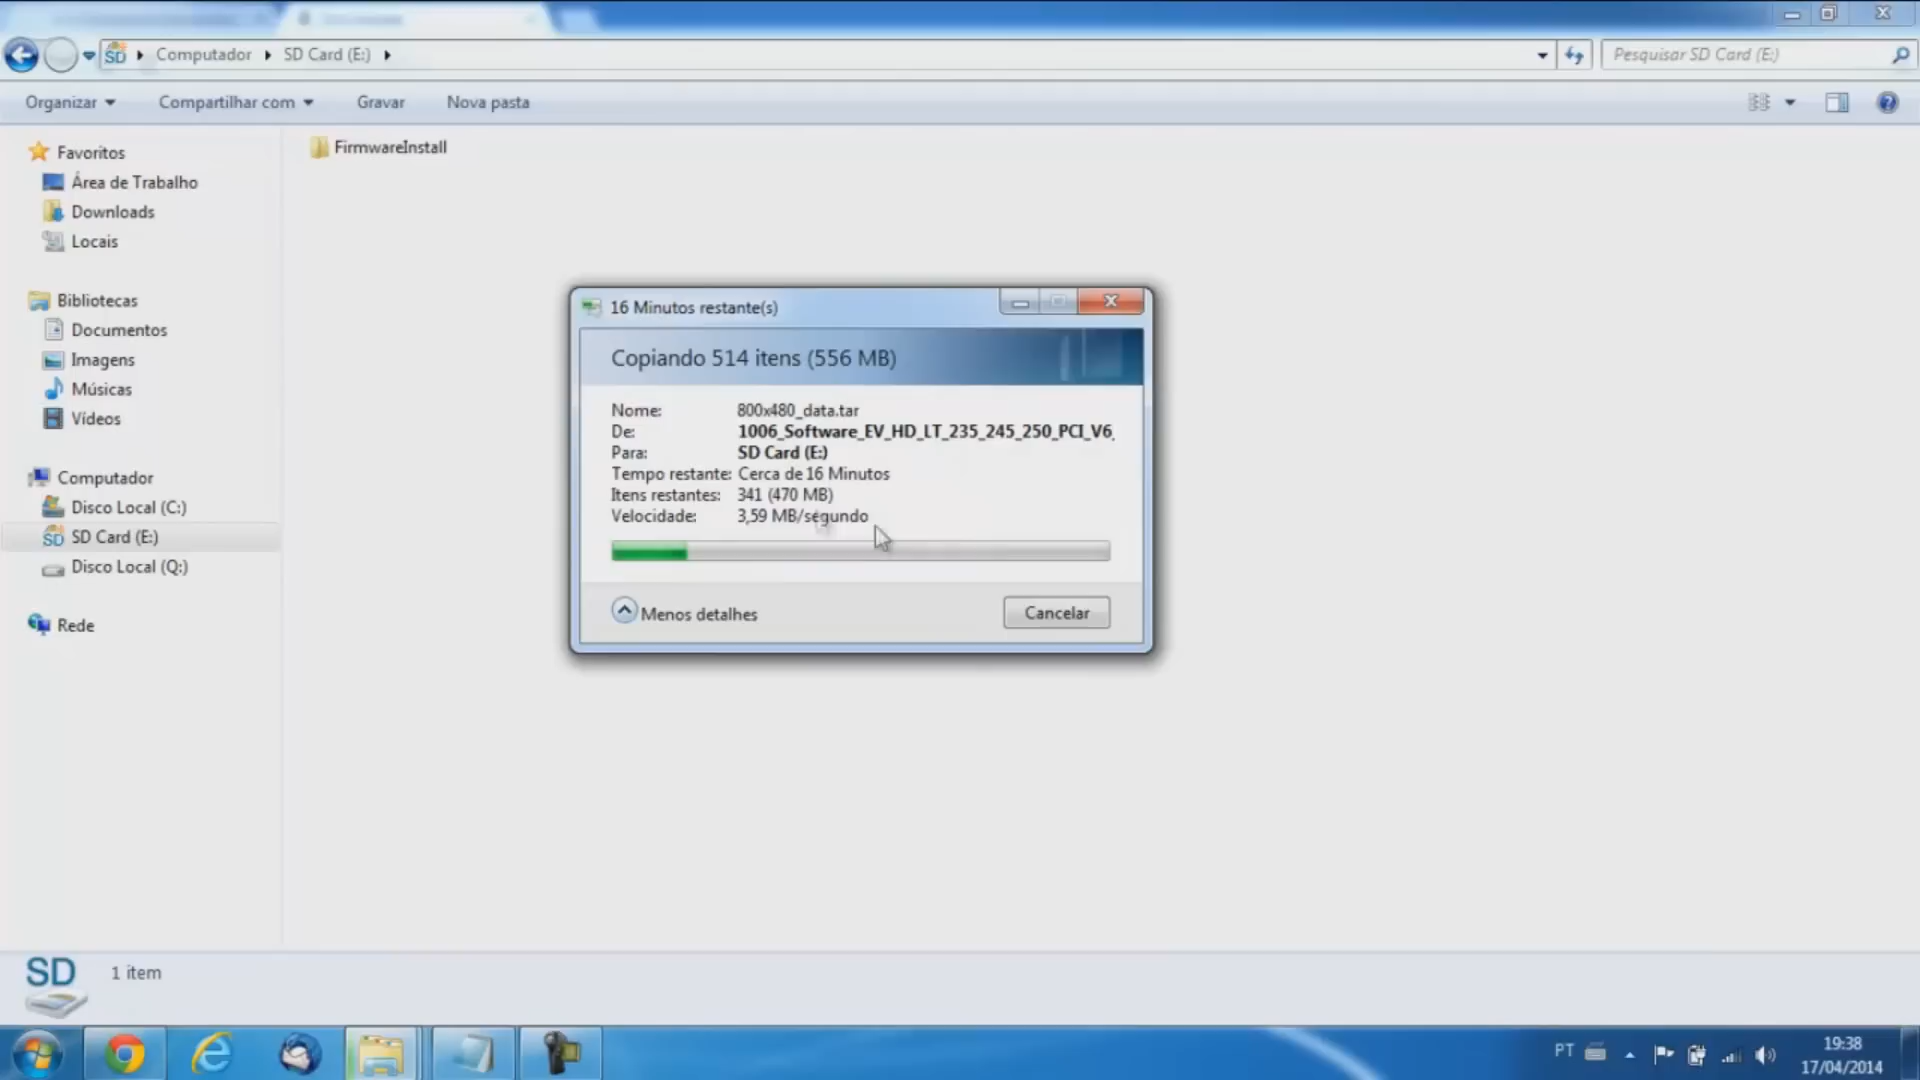 SD Computador SD Card (E:)
Pesquisar SD Card (E:)
Organizar Compartilhar com Gravar Nova pasta
Favoritos
Área de Trabalho
Downloads
Locais
Bibliotecas
Documentos
Imagens
Músicas
Vídeos
Computador
Disco Local (C:)
SD SD Card (E:)
Disco Local (Q:)
Rede
FirmwareInstall
16 Minutos restante(s)
Copiando 514 itens (556 MB)
Nome: 800x480_data.tar
De: 1006_Software_EV_HD_LT_235_245_250_PCI_V6_
Para: SD Card (E:)
Tempo restante: Cerca de 16 Minutos
Itens restantes: 341 (470 MB)
Velocidade: 3,59 MB/segundo
Menos detalhes
Cancelar
SD 1 item
PT
19:38
17/04/2014